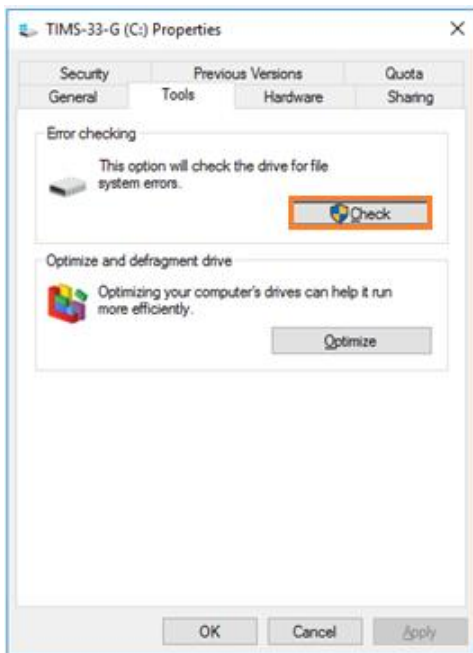 TIMS-33-G (C:) Properties
Security Previous Versions Quota
General Tools Hardware Sharing
Error checking
This option will check the drive for file
system errors.
Check
Optimize and defragment drive
Optimizing your computer's drives can help it run
more efficiently.
Optimize
OK Cancel Apply